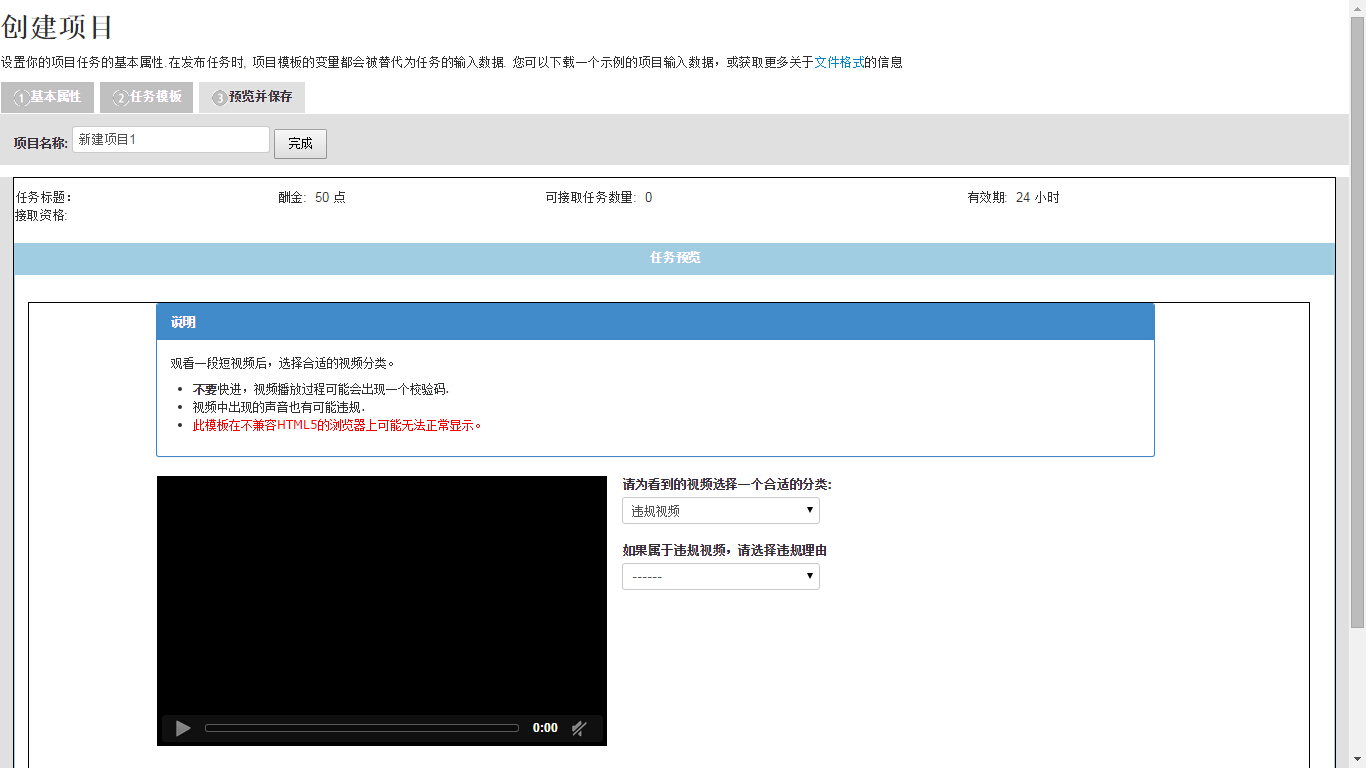 创建项目
设置你的项目任务的基本属性.在发布任务时, 项目模板的变量都会被替代为任务的输入数据. 您可以下载一个示例的项目输入数据，或获取更多关于文件格式的信息
1 基本属性 2 任务模板 3 预览并保存
项目名称: 新建项目1 完成
任务标题： 酬金: 50 点 可接取任务数量: 0 有效期: 24 小时
接取资格:
任务预览
说明
观看一段短视频后，选择合适的视频分类。
不要快进，视频播放过程可能会出现一个校验码.
视频中出现的声音也有可能违规.
此模板在不兼容HTML5的浏览器上可能无法正常显示。
请为看到的视频选择一个合适的分类:
违规视频
如果属于违规视频，请选择违规理由
------
0:00